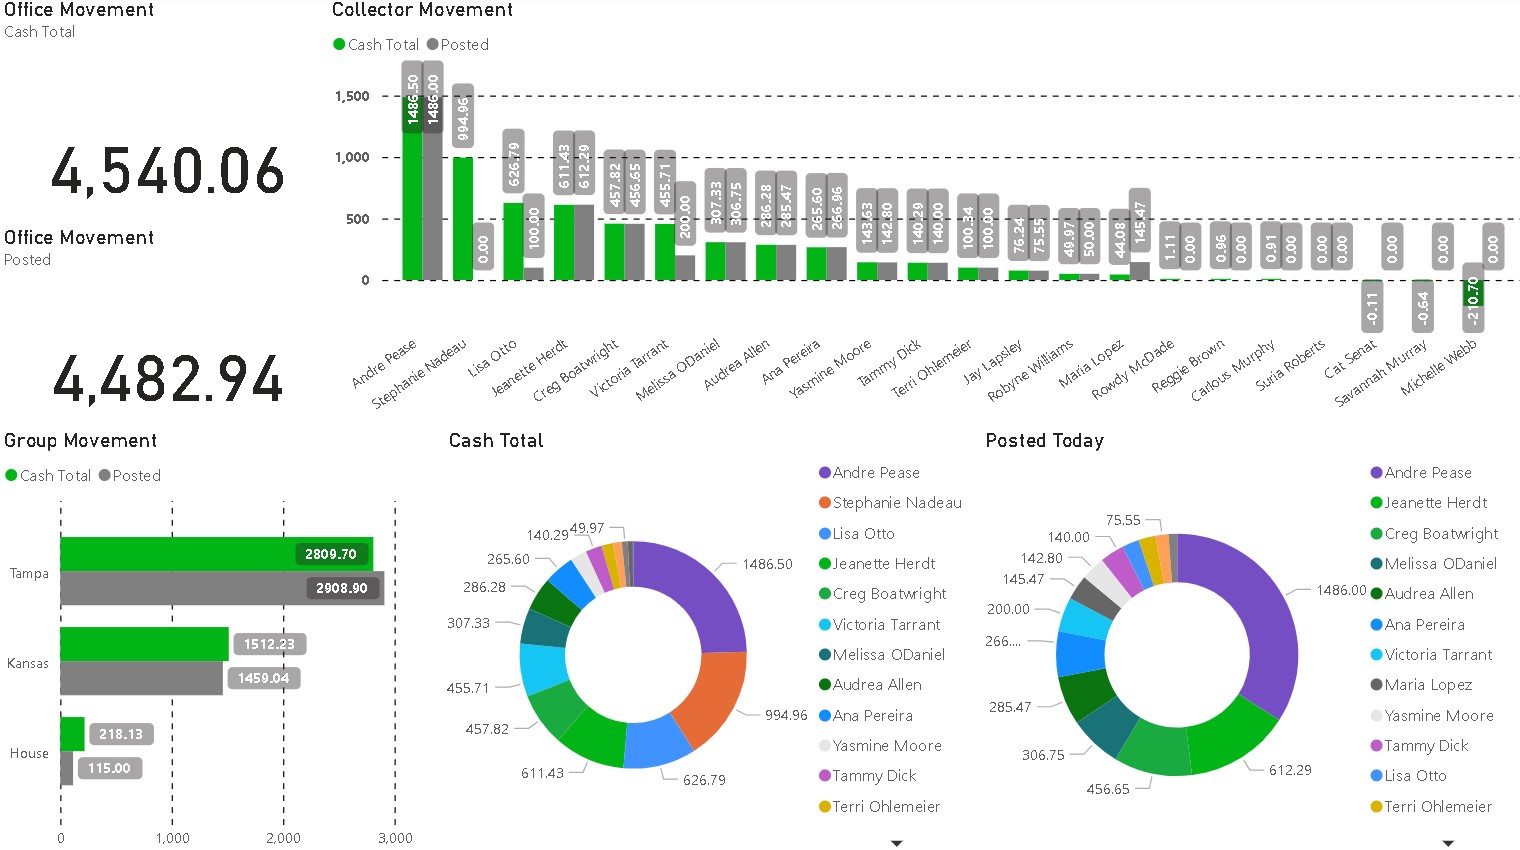 Office Movement
Cash Total
4,540.06
Office Movement
Posted
4,482.94
Collector Movement
Cash Total Posted
1,500
1,000
500
0
1486.50 1486.00
994.96 0.00
626.79 100.00
611.43 612.29
457.82 456.65
455.71 200.00
307.33 306.75
286.28 285.47
265.60 266.96
143.63 142.80
140.29 140.00
100.34 100.00
76.24 75.55
49.97 50.00
44.08 145.47
1.11 0.00
0.96 0.00
0.91 0.00
0.00 0.00
-0.11 0.00
-0.64 0.00
-210.70 0.00
Andre Pease
Stephanie Nadeau
Lisa Otto
Jeanette Herdt
Creg Boatwright
Victoria Tarrant
Melissa ODaniel
Audrea Allen
Ana Pereira
Yasmine Moore
Tammy Dick
Terri Ohlemeier
Jay Lapsley
Robyne Williams
Maria Lopez
Rowdy McDade
Reggie Brown
Carlous Murphy
Suria Roberts
Cat Senat
Savannah Murray
Michelle Webb
Group Movement
Cash Total Posted
Tampa
2809.70
2908.90
Kansas
1512.23
1459.04
House
218.13
115.00
0 1,000 2,000 3,000
Cash Total
1486.50
994.96
626.79
611.43
457.82
455.71
307.33
286.28
265.60
140.29
49.97
Andre Pease
Stephanie Nadeau
Lisa Otto
Jeanette Herdt
Creg Boatwright
Victoria Tarrant
Melissa ODaniel
Audrea Allen
Ana Pereira
Yasmine Moore
Tammy Dick
Terri Ohlemeier
Posted Today
1486.00
612.29
456.65
306.75
285.47
266....
200.00
145.47
142.80
140.00
75.55
Andre Pease
Jeanette Herdt
Creg Boatwright
Melissa ODaniel
Audrea Allen
Ana Pereira
Victoria Tarrant
Maria Lopez
Yasmine Moore
Tammy Dick
Lisa Otto
Terri Ohlemeier